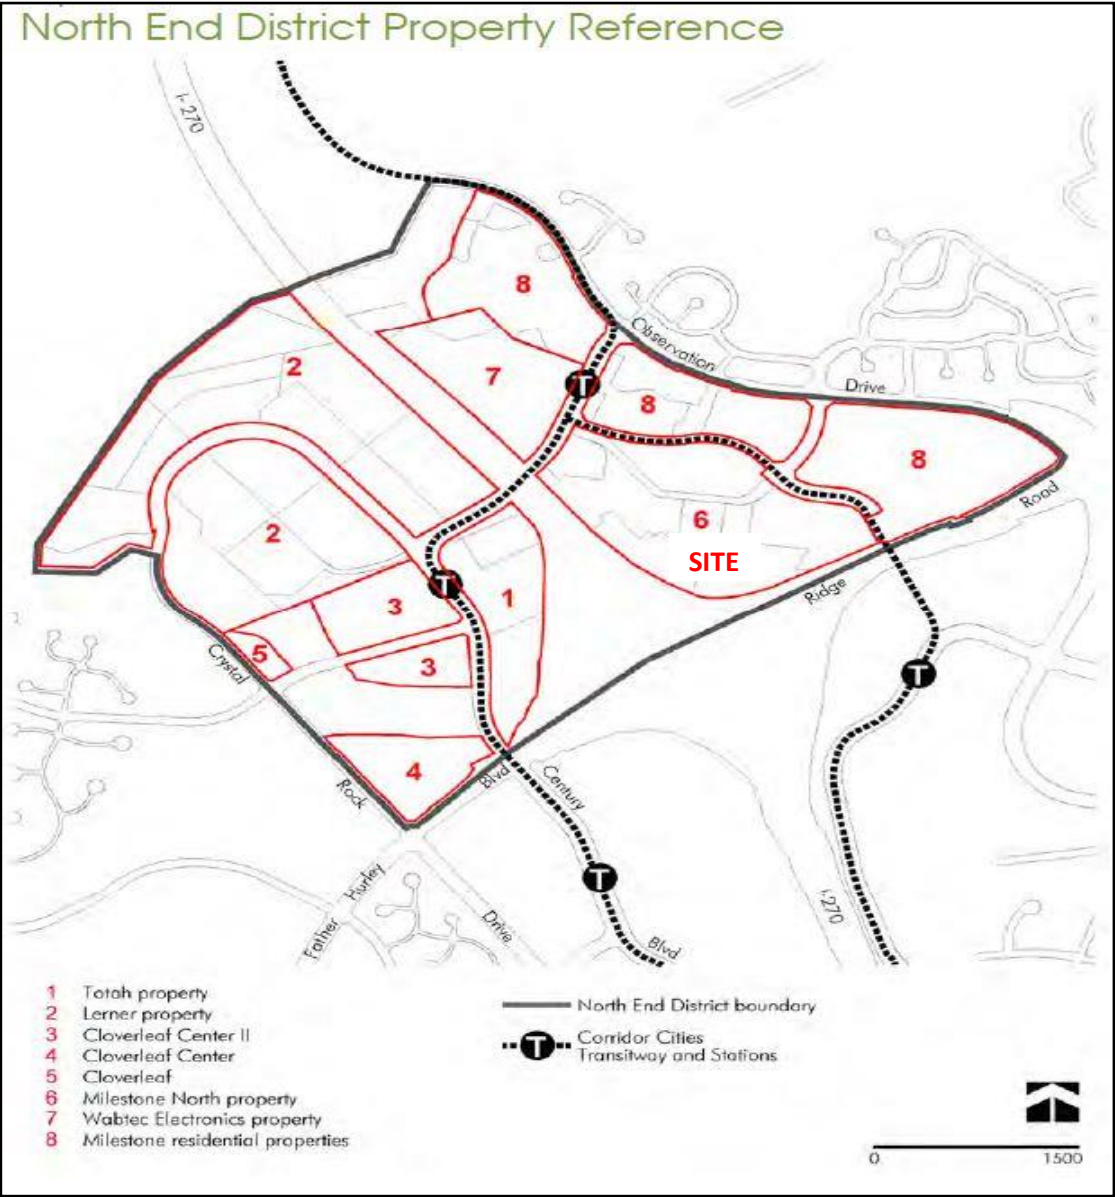 North End District Property Reference
I-270
8
Observation
2
7
T
8
Drive
8
Road
6
2
SITE
T
3
1
Ridge
5
3
Crystal
T
4
Blvd
Century
Rock
T
Hurley
I-270
Father
Drive
Blvd
1 Totah property
2 Lerner property
3 Cloverleaf Center II
4 Cloverleaf Center
5 Cloverleaf
6 Milestone North property
7 Wabtec Electronics property
8 Milestone residential properties
North End District boundary
T
Corridor Cities
Transitway and Stations
0 1500